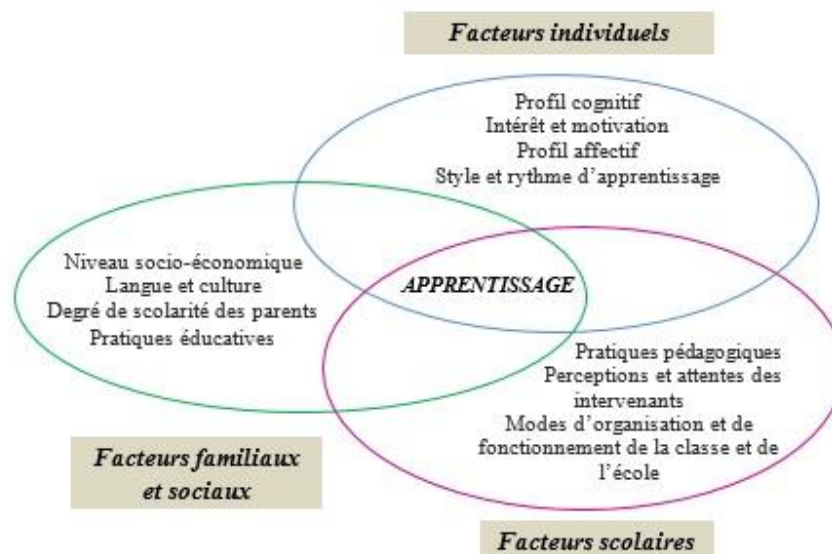 Facteurs individuels
Profil cognitif
Intérêt et motivation
Profil affectif
Style et rythme d’apprentissage
Niveau socio-économique
Langue et culture
Degré de scolarité des parents
Pratiques éducatives
APPRENTISSAGE
Pratiques pédagogiques
Perceptions et attentes des
intervenants
Modes d’organisation et de
fonctionnement de la classe et de
l’école
Facteurs familiaux
et sociaux
Facteurs scolaires